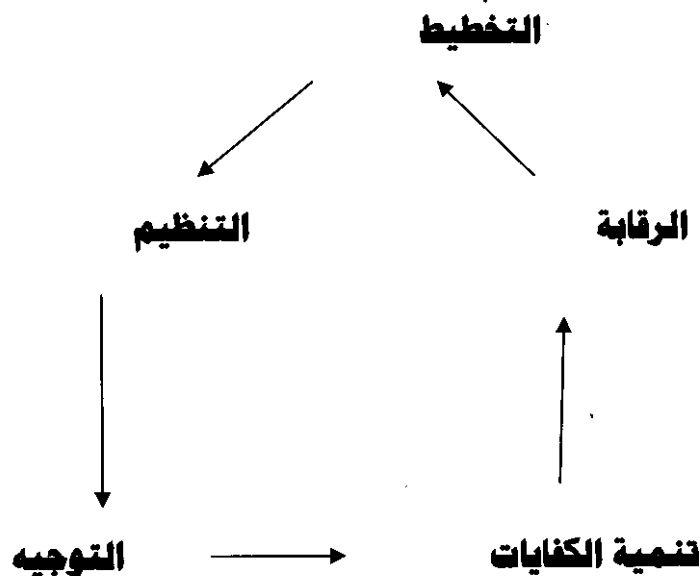 التخطيط
الرقابة
التنظيم
تنمية الكفايات
التوجيه